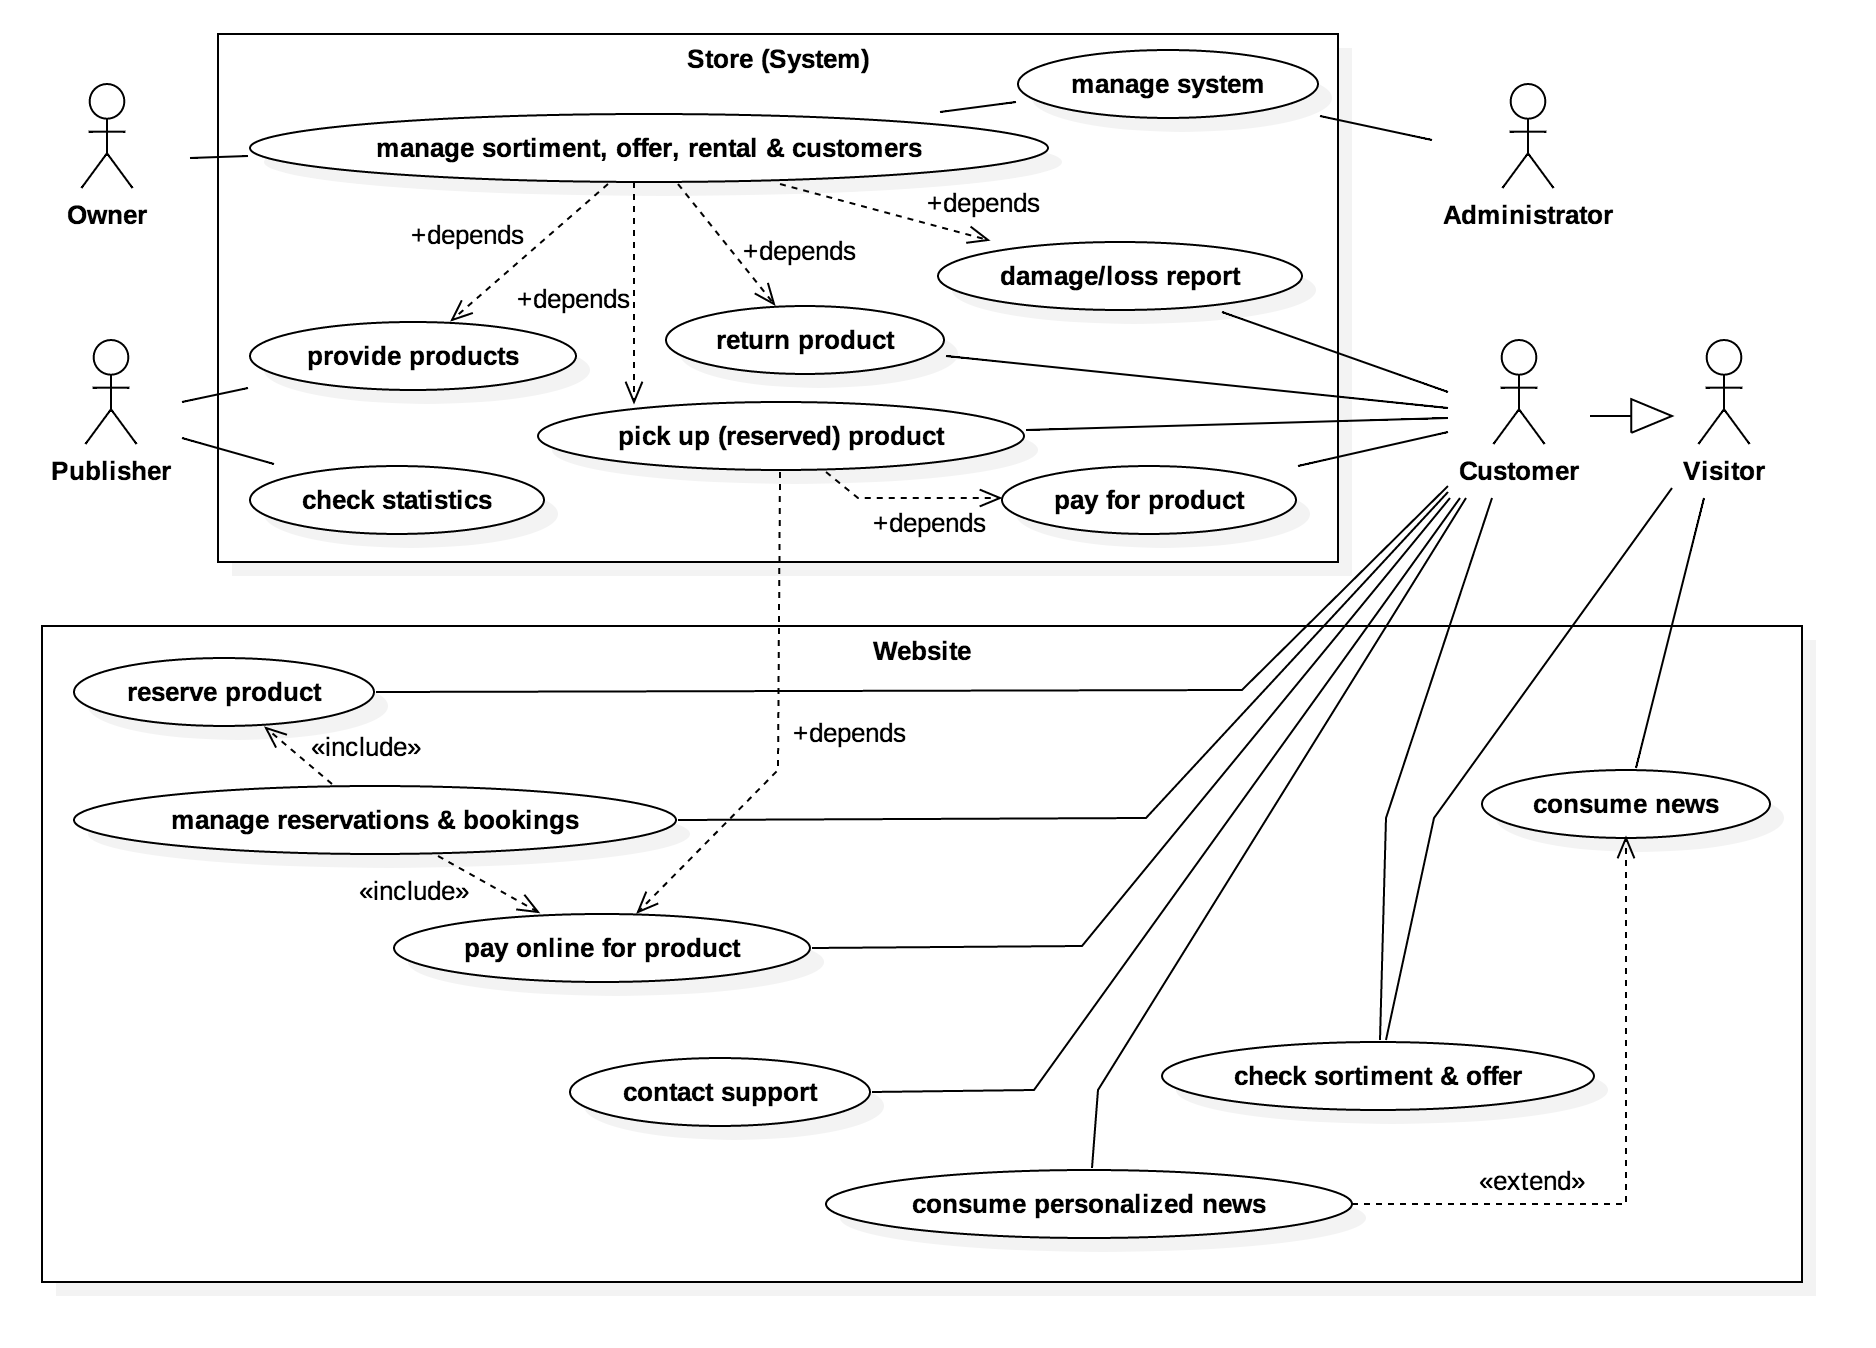 Store (System)
manage system
manage sortiment, offer, rental & customers
Owner
Administrator
+depends
+depends
+depends
+depends
damage/loss report
return product
provide products
pick up (reserved) product
Publisher
Customer
Visitor
check statistics
pay for product
+depends
Website
reserve product
+depends
«include»
manage reservations & bookings
consume news
«include»
pay online for product
contact support
check sortiment & offer
«extend»
consume personalized news